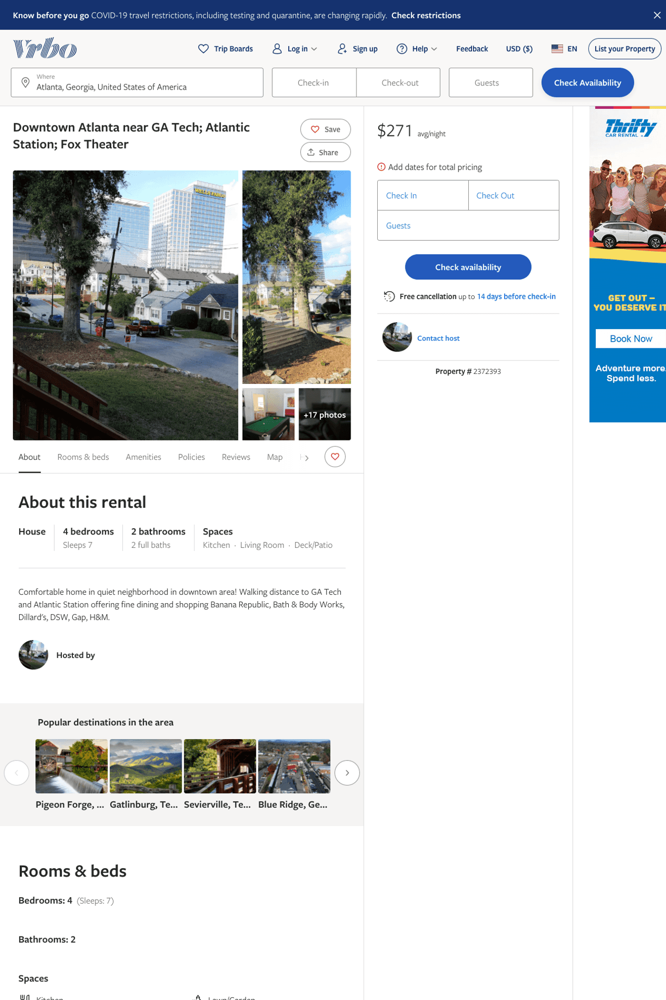 Know before you go COVID-19 travel restrictions, including testing and quarantine, are changing rapidly. Check restrictions
Vrbo
Trip Boards
Log in
Sign up
Help
Feedback
USD ($)
EN
List your Property
Where
Atlanta, Georgia, United States of America
Check-in
Check-out
Guests
Check Availability
Downtown Atlanta near GA Tech; Atlantic
Station; Fox Theater
Save
Share
WELLS FARGO
+17 photos
About
Rooms & beds
Amenities
Policies
Reviews
Map
H
About this rental
House
4 bedrooms
Sleeps 7
2 bathrooms
2 full baths
Spaces
Kitchen · Living Room · Deck/Patio
Comfortable home in quiet neighborhood in downtown area! Walking distance to GA Tech
and Atlantic Station offering fine dining and shopping Banana Republic, Bath & Body Works,
Dillard's, DSW, Gap, H&M.
Hosted by
Popular destinations in the area
Pigeon Forge, ...
Gatlinburg, Te...
Sevierville, Te...
Blue Ridge, Ge...
Rooms & beds
Bedrooms: 4 (Sleeps: 7)
Bathrooms: 2
Spaces
Kitchen
Lawn/Garden
$271 avg/night
Add dates for total pricing
Check In
Check Out
Guests
Check availability
Free cancellation up to 14 days before check-in
Contact host
Property # 2372393
Thrifty
CAR RENTAL
GET OUT –
YOU DESERVE IT
Book Now
Adventure more.
Spend less.